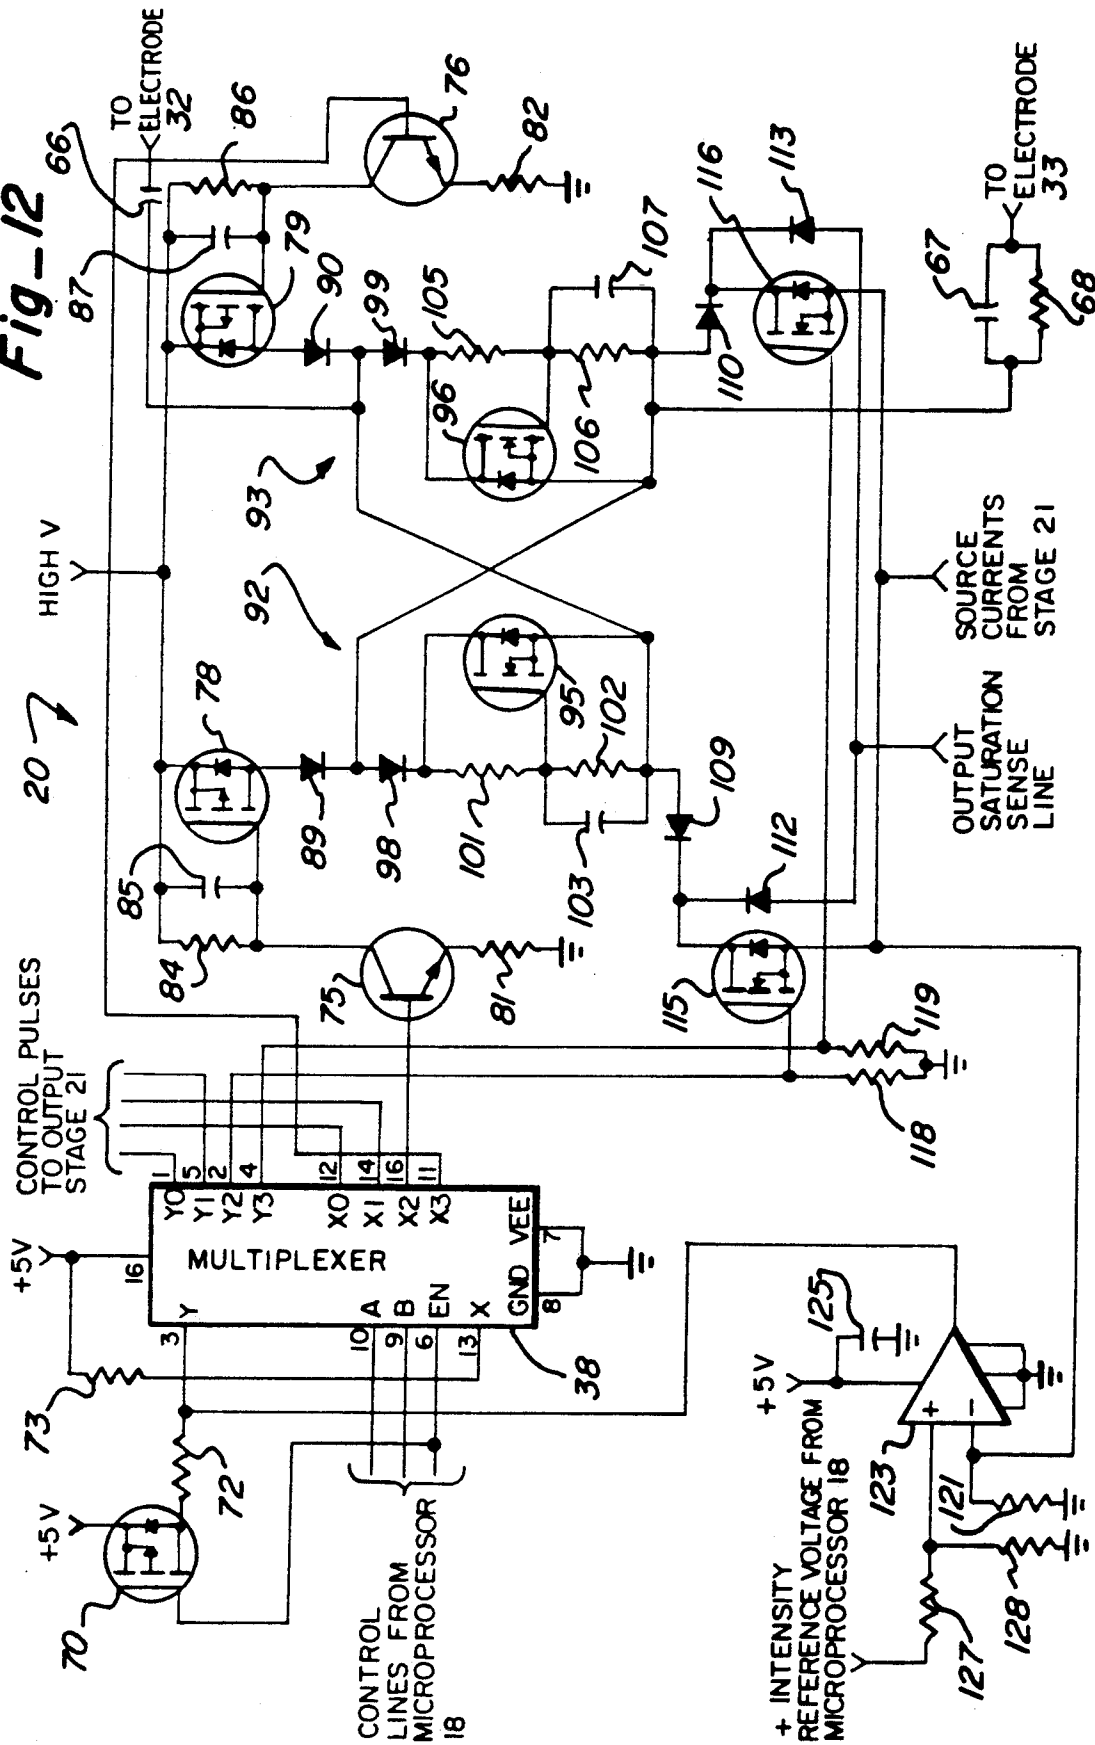 Fig_12
20
HIGH V
TO
ELECTRODE
32
66
87
86
79
76
82
90
99
105
107
96
106
93
92
110
116
113
67
68
TO
ELECTRODE
33
SOURCE
CURRENTS
FROM
STAGE 21
OUTPUT
SATURATION
SENSE
LINE
78
85
84
89
98
101
103
95
102
109
112
75
81
115
119
118
CONTROL PULSES
TO OUTPUT
STAGE 21
+5V
16
MULTIPLEXER
1 Y0
5 Y1
2 Y2
4 Y3
12 X0
14 X1
16 X2
11 X3
3 Y
10 A
9 B
6 EN
13 X
GND VEE
8 7
38
73
72
+5V
70
CONTROL
LINES FROM
MICROPROCESSOR
18
+ INTENSITY
REFERENCE VOLTAGE FROM
MICROPROCESSOR 18
+5V
125
123
+
-
121
127
128